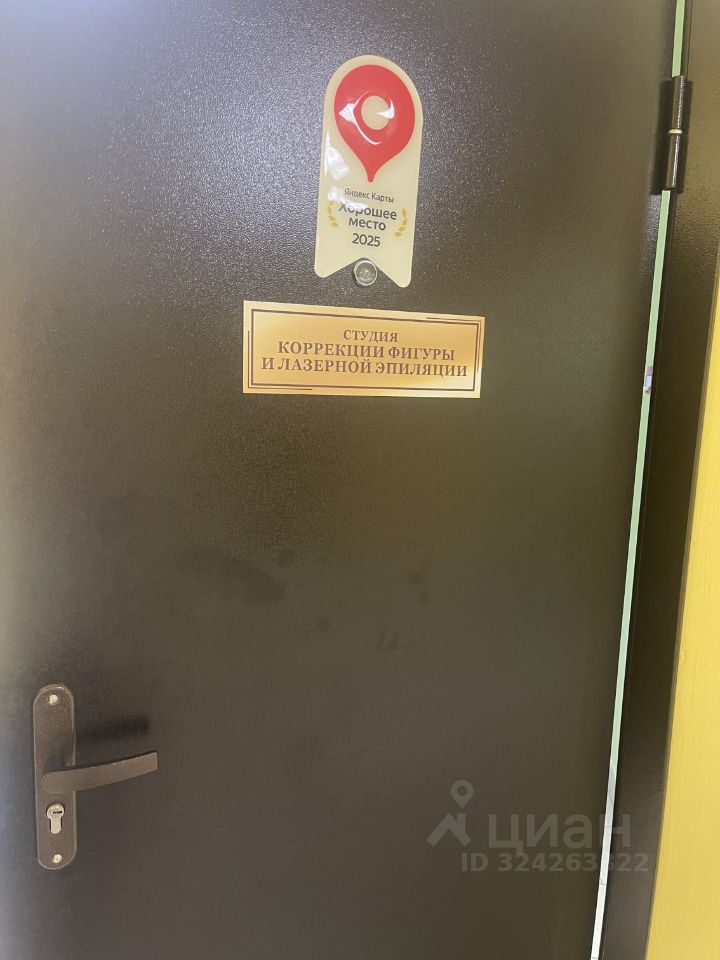 Яндекс Карты
Хорошее
место
2025
СТУДИЯ
КОРРЕКЦИИ ФИГУРЫ
И ЛАЗЕРНОЙ ЭПИЛЯЦИИ
циан